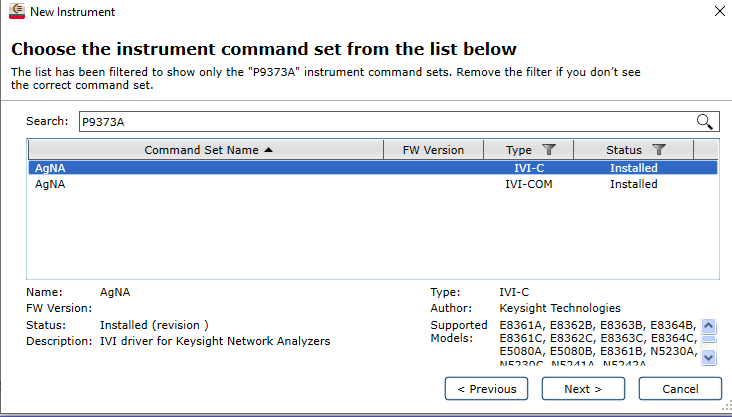 New Instrument
Choose the instrument command set from the list below
The list has been filtered to show only the "P9373A" instrument command sets. Remove the filter if you don’t see
the correct command set.
Search: P9373A
Command Set Name FW Version Type Status
AgNA IVI-C Installed
AgNA IVI-COM Installed
Name: AgNA Type: IVI-C
FW Version: Author: Keysight Technologies
Status: Installed (revision ) Supported E8361A, E8362B, E8363B, E8364B,
Description: IVI driver for Keysight Network Analyzers Models: E8361C, E8362C, E8363C, E8364C,
E5080A, E5080B, E8361B, N5230A,
N5230C, N5241A, N5242A
< Previous Next > Cancel